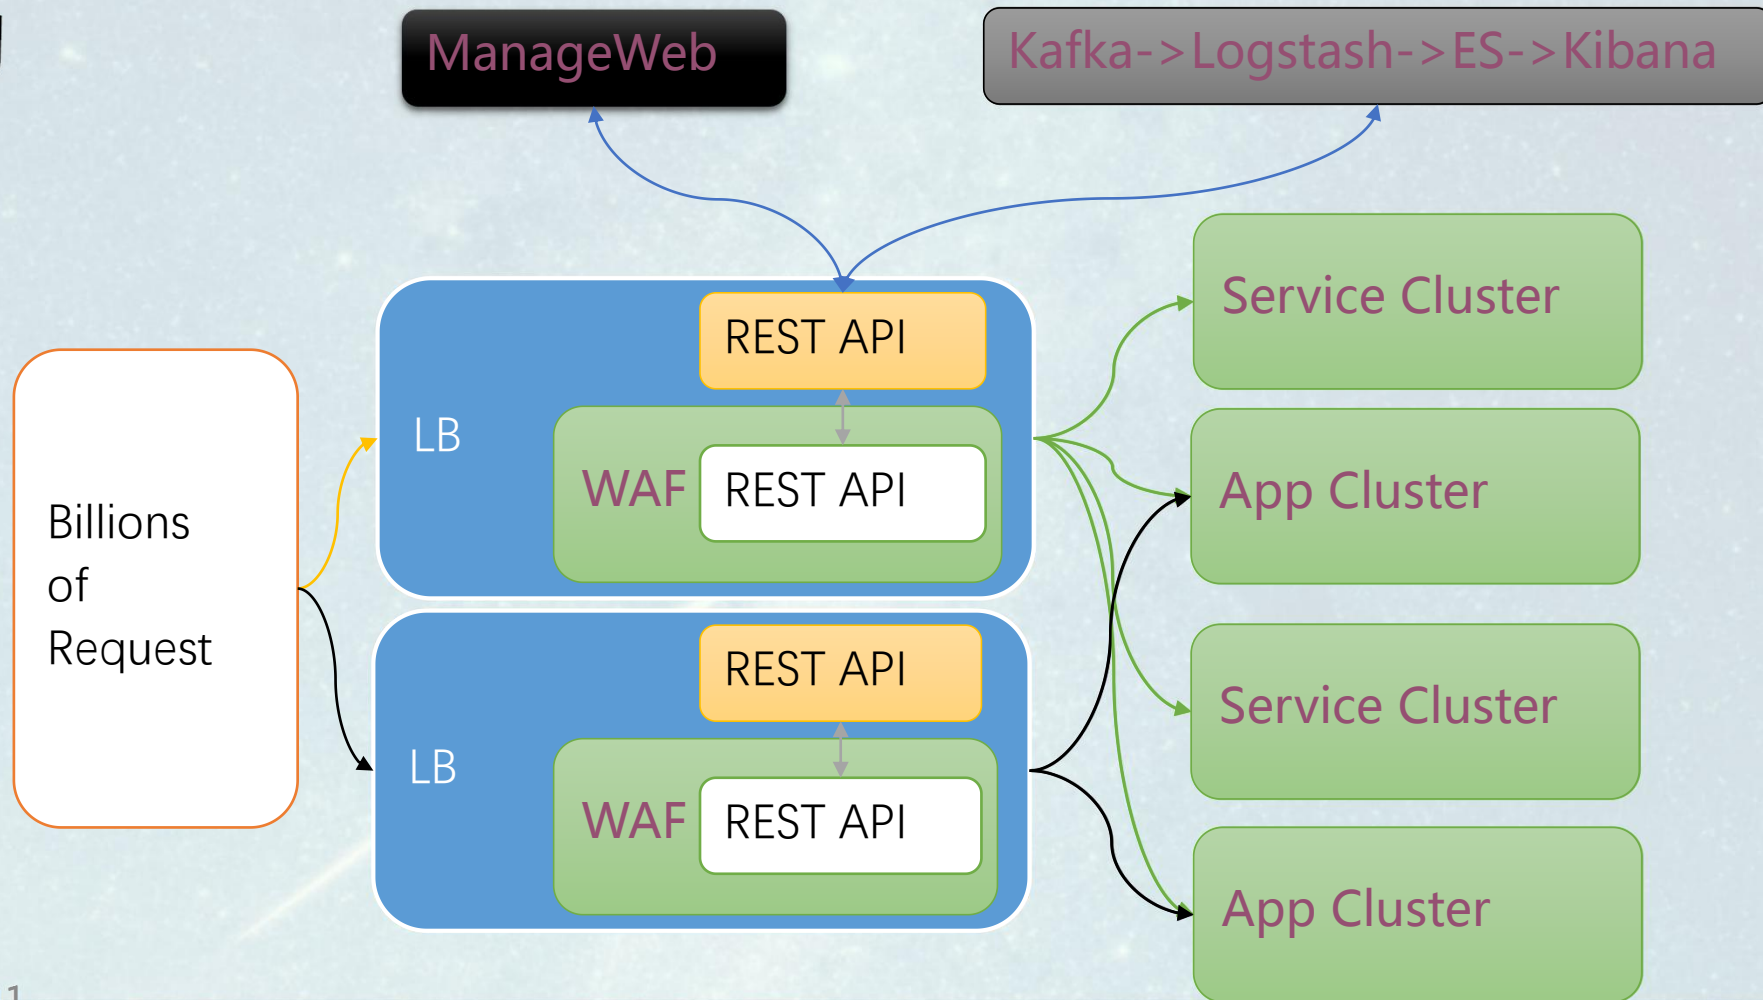 ManageWeb
Kafka->Logstash->ES->Kibana
Billions
of
Request
LB
REST API
WAF
REST API
LB
REST API
WAF
REST API
Service Cluster
App Cluster
Service Cluster
App Cluster
1